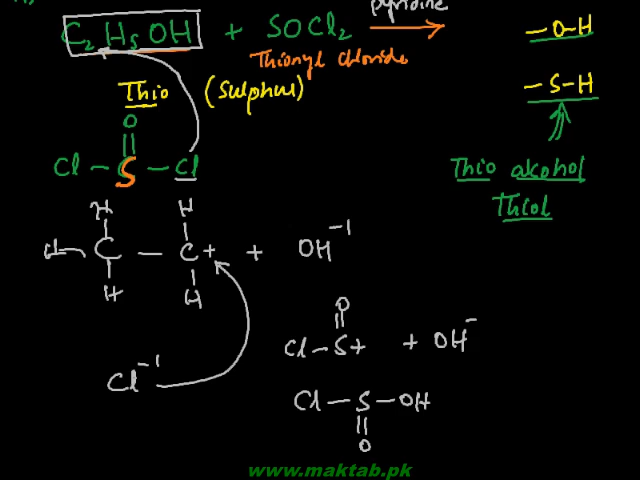 pyridine
C₂H₅OH + SOCl₂ →
Thionyl chloride
Thio (Sulphur)
O
Cl — S — Cl
—O—H
—S—H
Thio alcohol
Thiol
H H
H — C — C+ + OH⁻¹
H H
Cl⁻¹
O
Cl—S+ + OH⁻
Cl—S—OH
O
www.maktab.pk